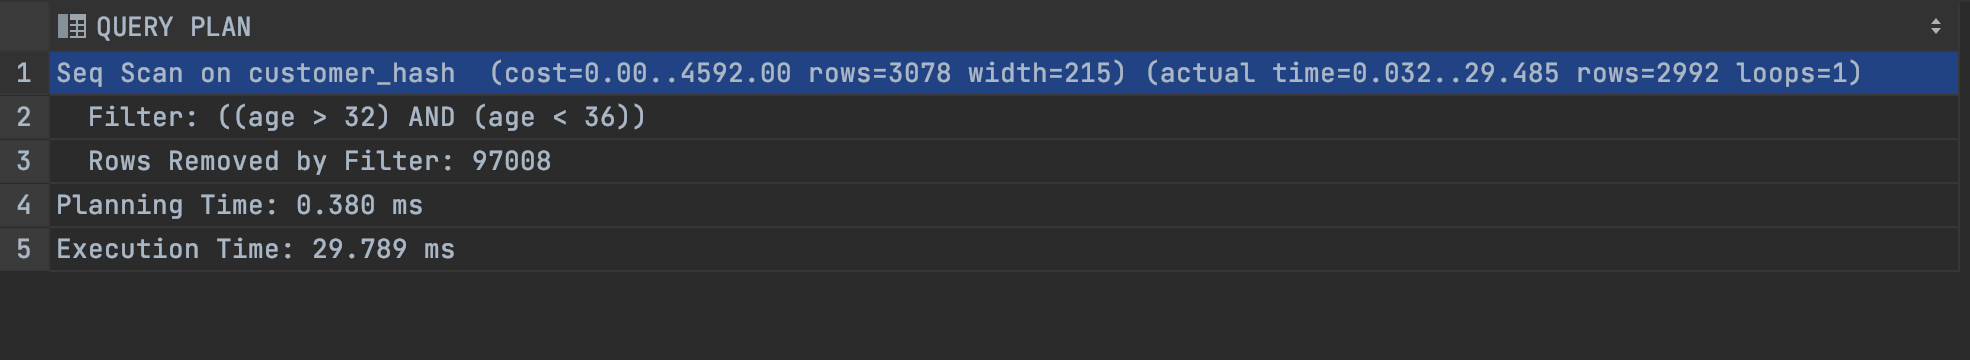 QUERY PLAN
1 Seq Scan on customer_hash  (cost=0.00..4592.00 rows=3078 width=215) (actual time=0.032..29.485 rows=2992 loops=1)
2   Filter: ((age > 32) AND (age < 36))
3   Rows Removed by Filter: 97008
4 Planning Time: 0.380 ms
5 Execution Time: 29.789 ms